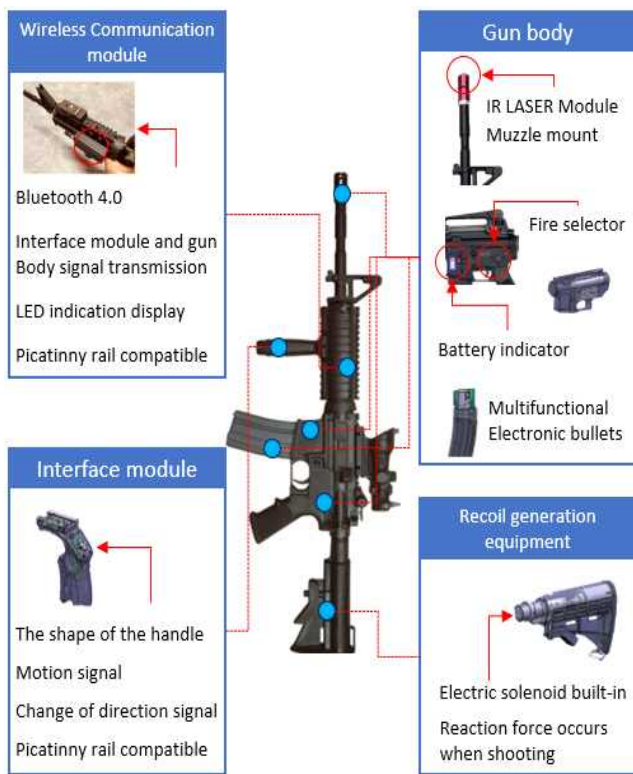 Wireless Communication
module
Bluetooth 4.0
Interface module and gun
Body signal transmission
LED indication display
Picatinny rail compatible
Interface module
The shape of the handle
Motion signal
Change of direction signal
Picatinny rail compatible
Gun body
IR LASER Module
Muzzle mount
Fire selector
Battery indicator
Multifunctional
Electronic bullets
Recoil generation
equipment
Electric solenoid built-in
Reaction force occurs
when shooting